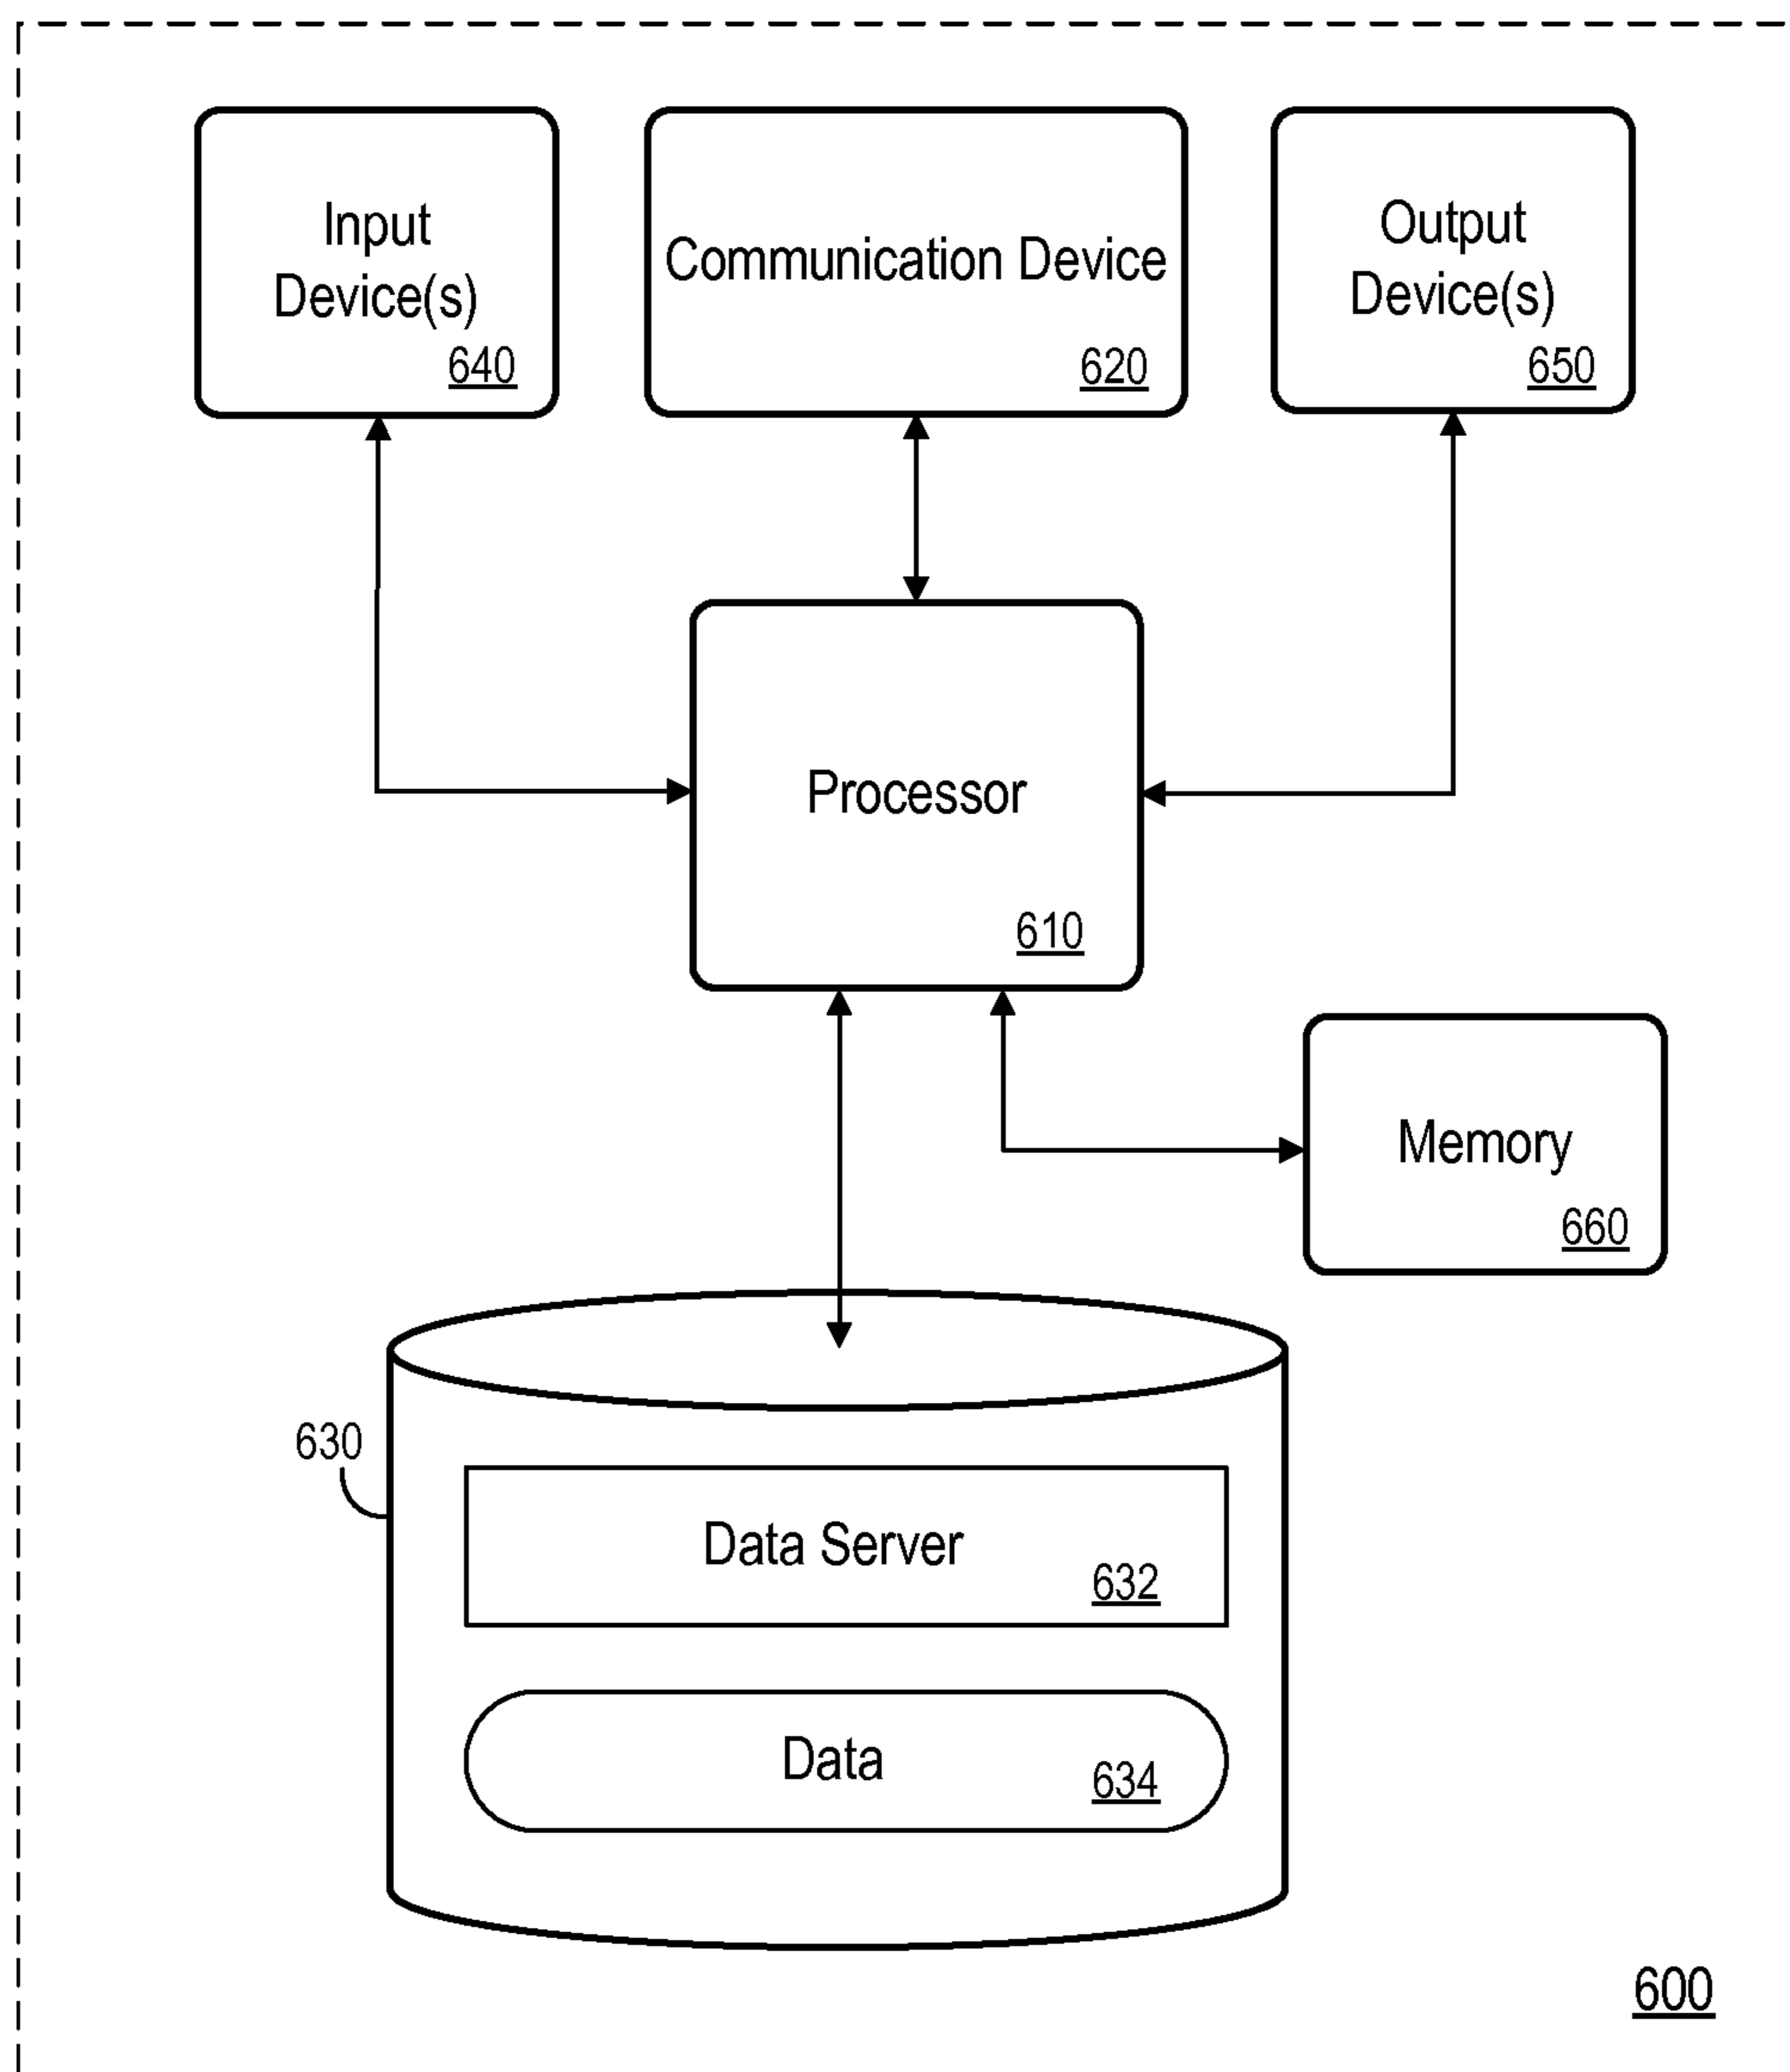 Input
Device(s)
640
Communication Device
620
Output
Device(s)
650
Processor
610
Memory
660
630
Data Server
632
Data
634
600